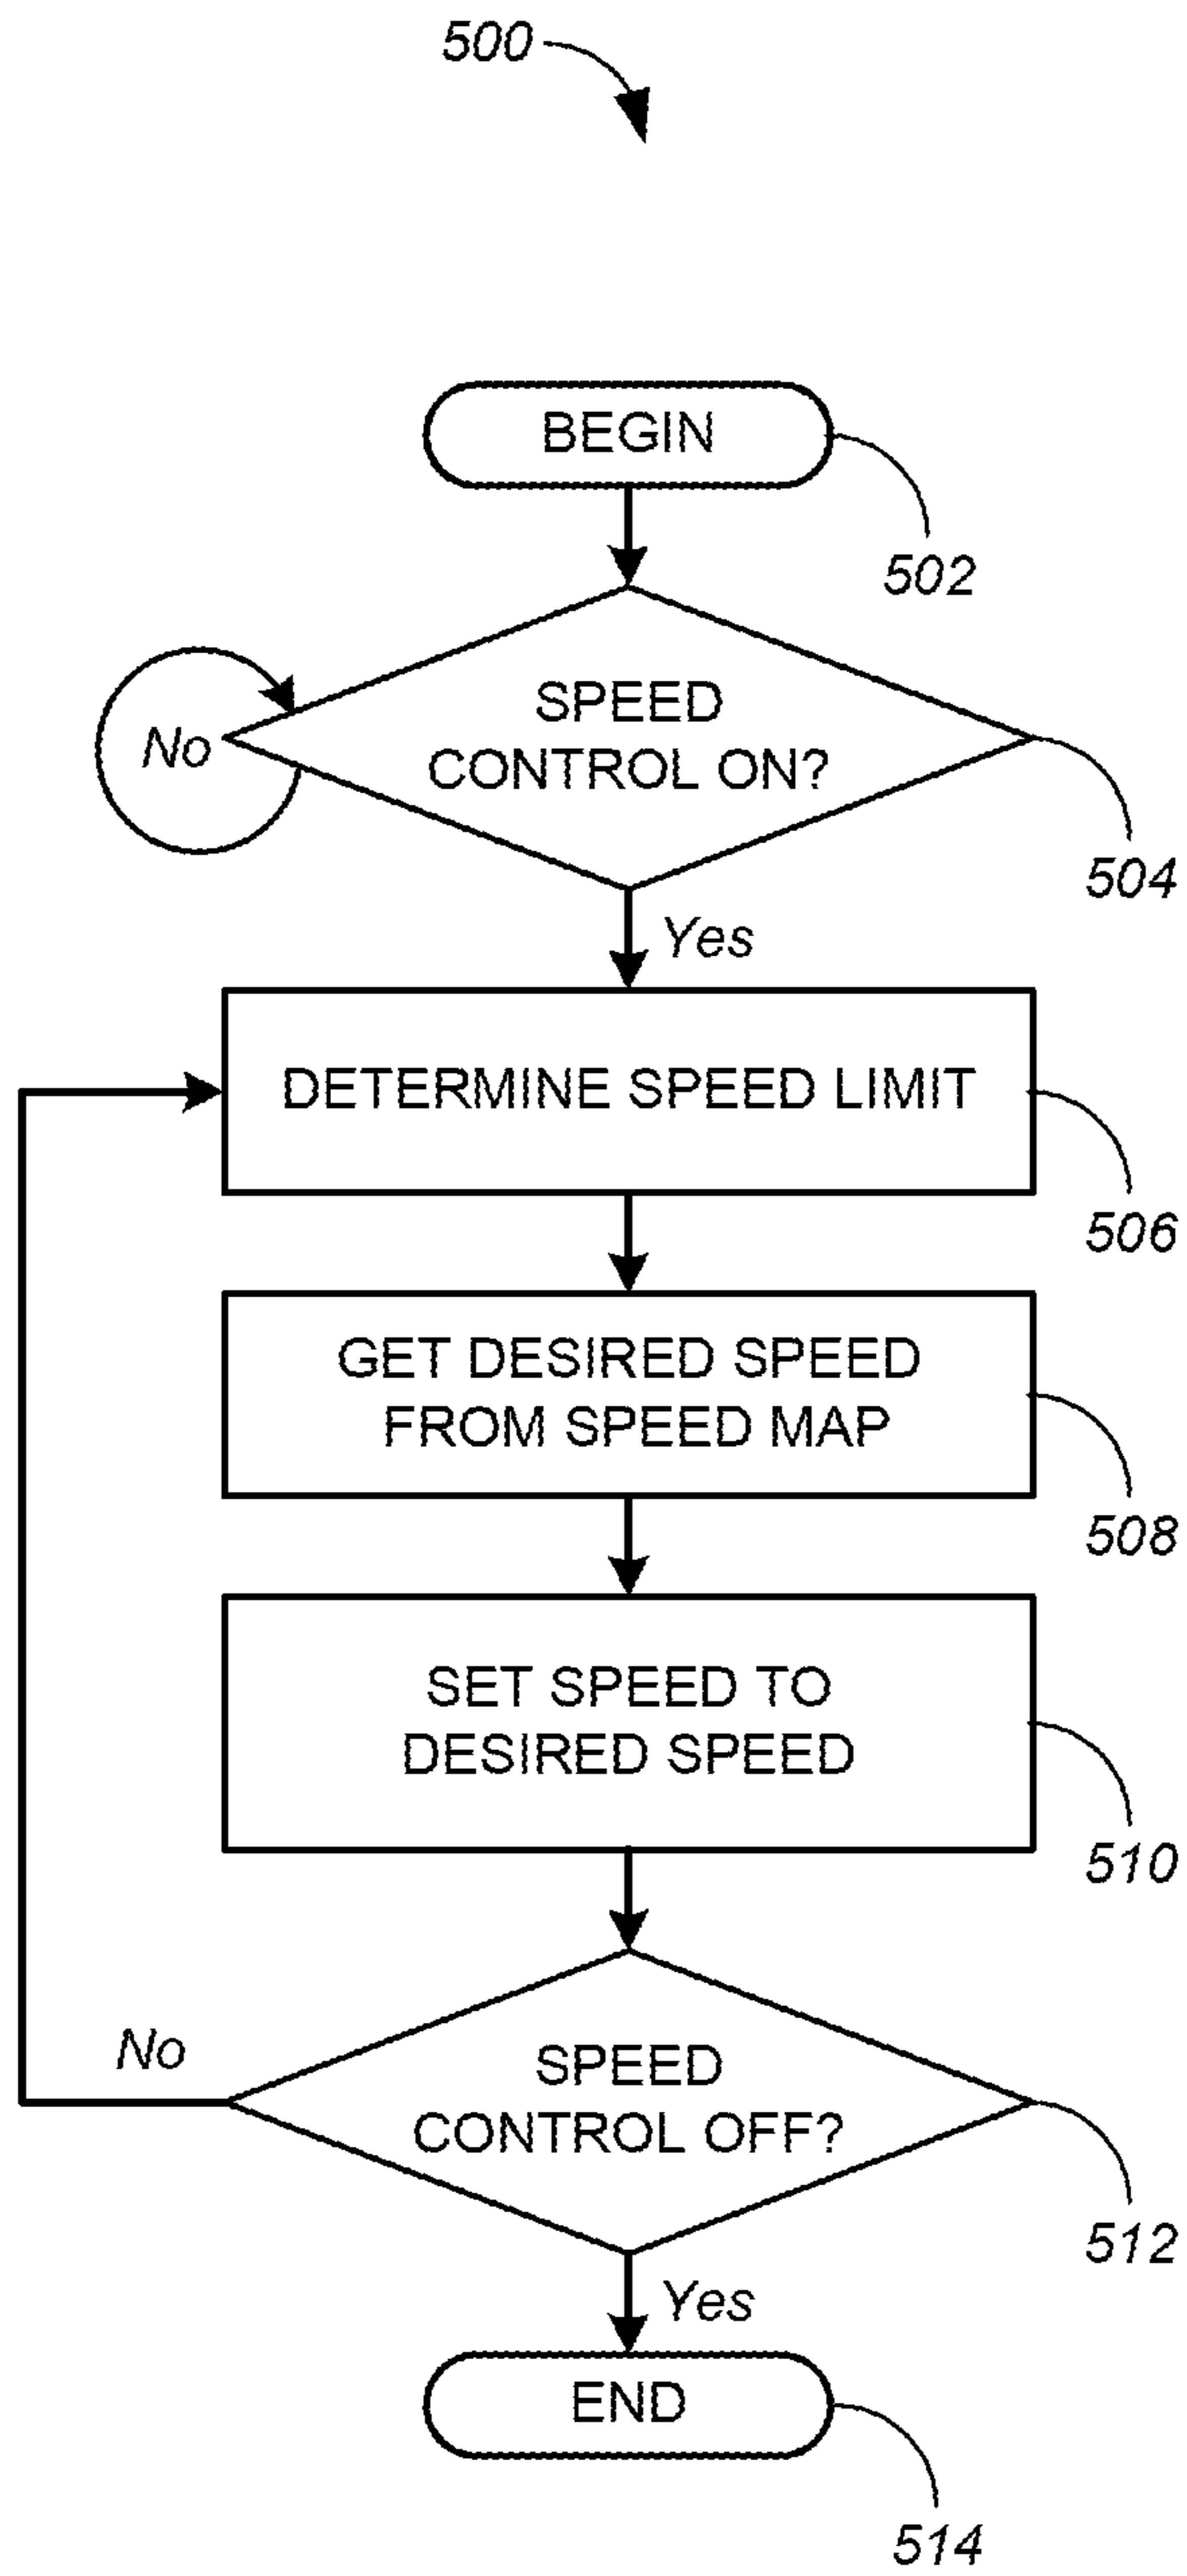 500
BEGIN
502
SPEED
CONTROL ON?
No
504
Yes
DETERMINE SPEED LIMIT
506
GET DESIRED SPEED
FROM SPEED MAP
508
SET SPEED TO
DESIRED SPEED
510
No
SPEED
CONTROL OFF?
512
Yes
END
514